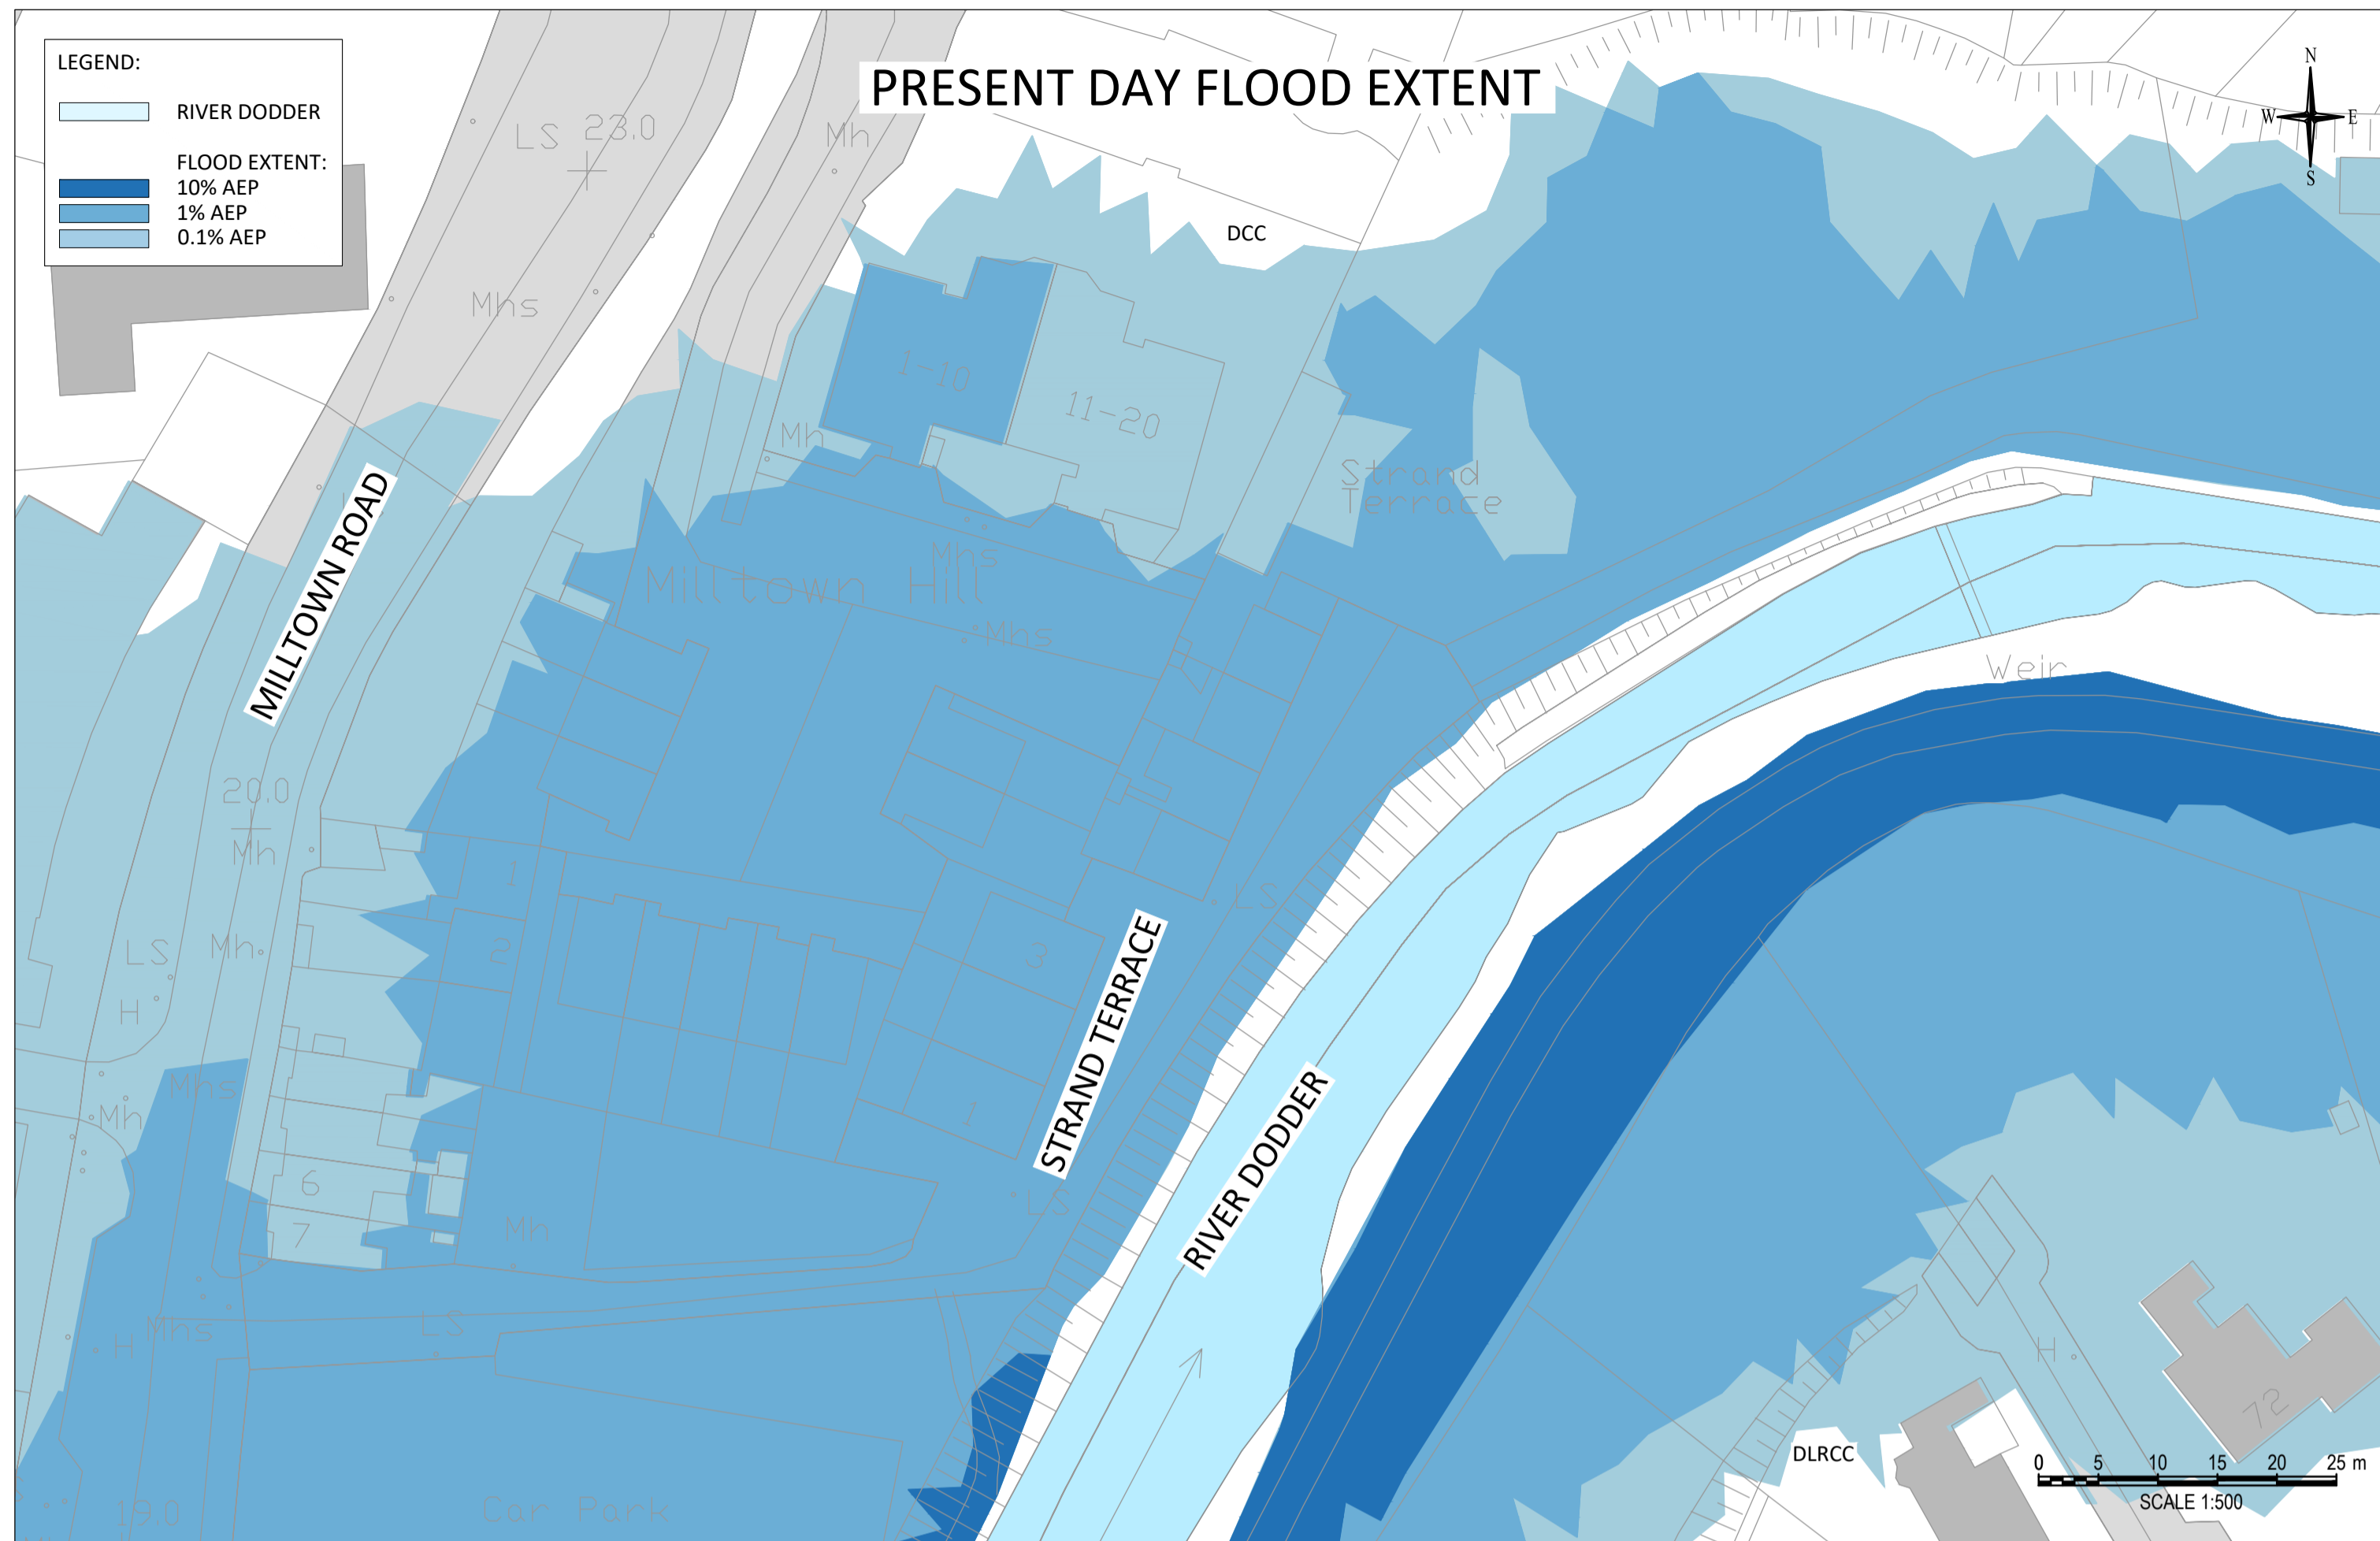 PRESENT DAY FLOOD EXTENT
LEGEND:
RIVER DODDER
FLOOD EXTENT:
10% AEP
1% AEP
0.1% AEP
N
W
E
S
LS
23.0
Mh
DCC
Mhs
1-10
11-20
Mh
Strand
Terrace
MILLTOWN ROAD
Mhs
Milltown Hill
Mhs
Weir
20.0
Mh
1
2
3
LS
LS
Mh
H
STRAND TERRACE
Mhs
Mh
1
RIVER DODDER
6
7
LS
Mh
Mhs
H
LS
H
12
DLRCC
0 5 10 15 20 25 m
SCALE 1:500
19.0
Car Park